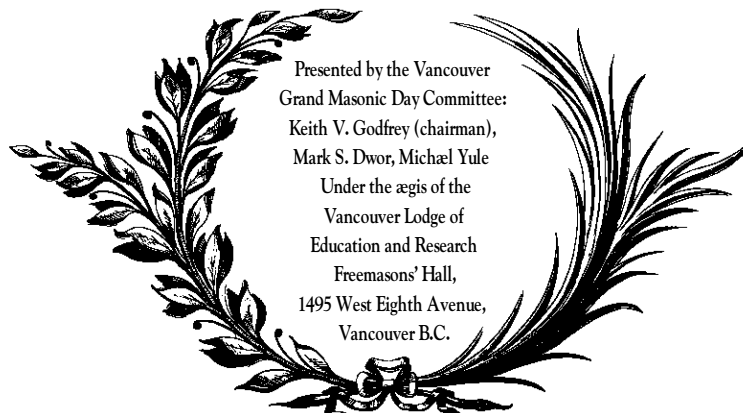 Presented by the Vancouver
Grand Masonic Day Committee:
Keith V. Godfrey (chairman),
Mark S. Dwor, Michæl Yule
Under the ægis of the
Vancouver Lodge of
Education and Research
Freemasons' Hall,
1495 West Eighth Avenue,
Vancouver B.C.